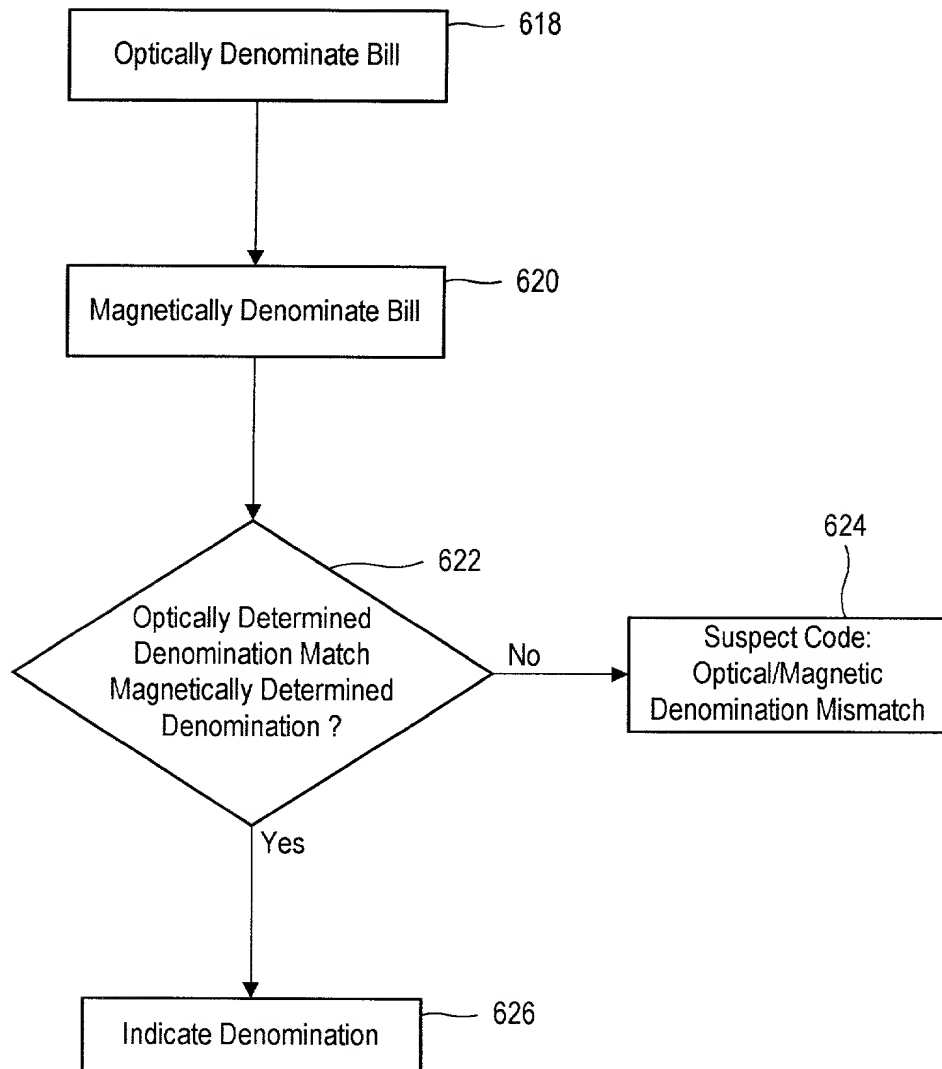 Optically Denominate Bill
618
Magnetically Denominate Bill
620
Optically Determined
Denomination Match
Magnetically Determined
Denomination ?
622
No
624
Suspect Code:
Optical/Magnetic
Denomination Mismatch
Yes
Indicate Denomination
626